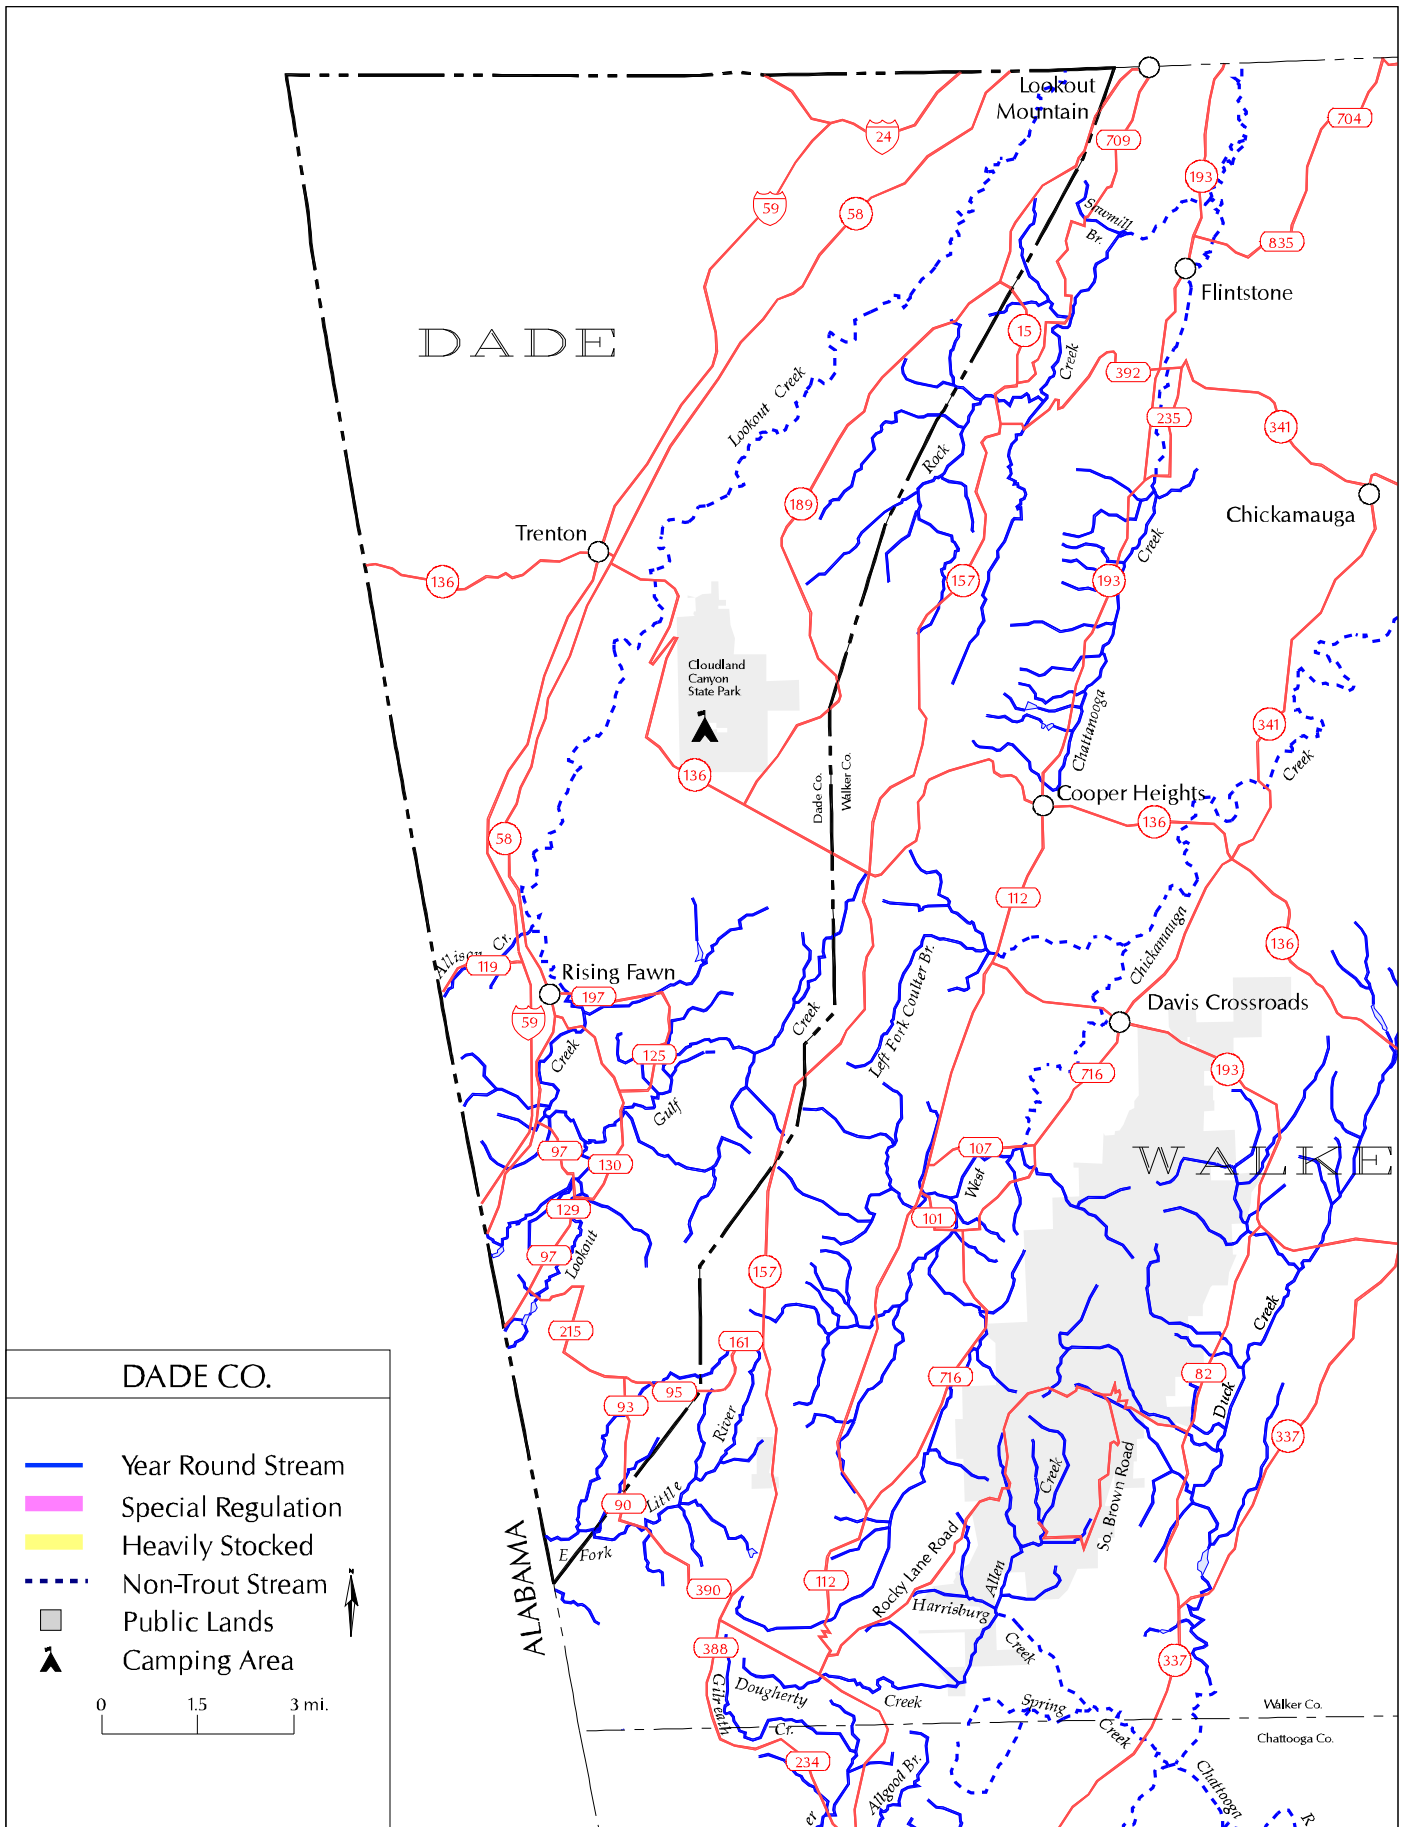 Lookout
Mountain
24
709
704
193
59
58
Sawmill
Br.
835
Flintstone
DADE
15
Creek
392
Lookout Creek
235
341
Rock
189
Chickamauga
Trenton
Creek
136
157
193
Cloudland
Canyon
State Park
Chattanooga
341
Creek
136
Dade Co.
Walker Co.
Cooper Heights
136
58
112
Chickamauga
136
Allison Cr.
119
Left Fork Coulter Br.
Rising Fawn
197
Davis Crossroads
59
Creek
Creek
125
716
193
Gulf
97
130
107
WALKE
West
129
101
97
Lookout
157
215
161
Creek
DADE CO.
95
716
82
93
River
Duck
337
Year Round Stream
Special Regulation
Heavily Stocked
Non-Trout Stream
Public Lands
Camping Area
0 1.5 3 mi.
Creek
So. Brown Road
90
Little
ALABAMA
E. Fork
Rocky Lane Road
Allen
390
112
Harrisburg
Creek
388
337
Gilreath
Dougherty
Creek
Spring
Creek
Walker Co.
Cr.
Chattooga Co.
234
Allgood Br.
Chattooga
er
R